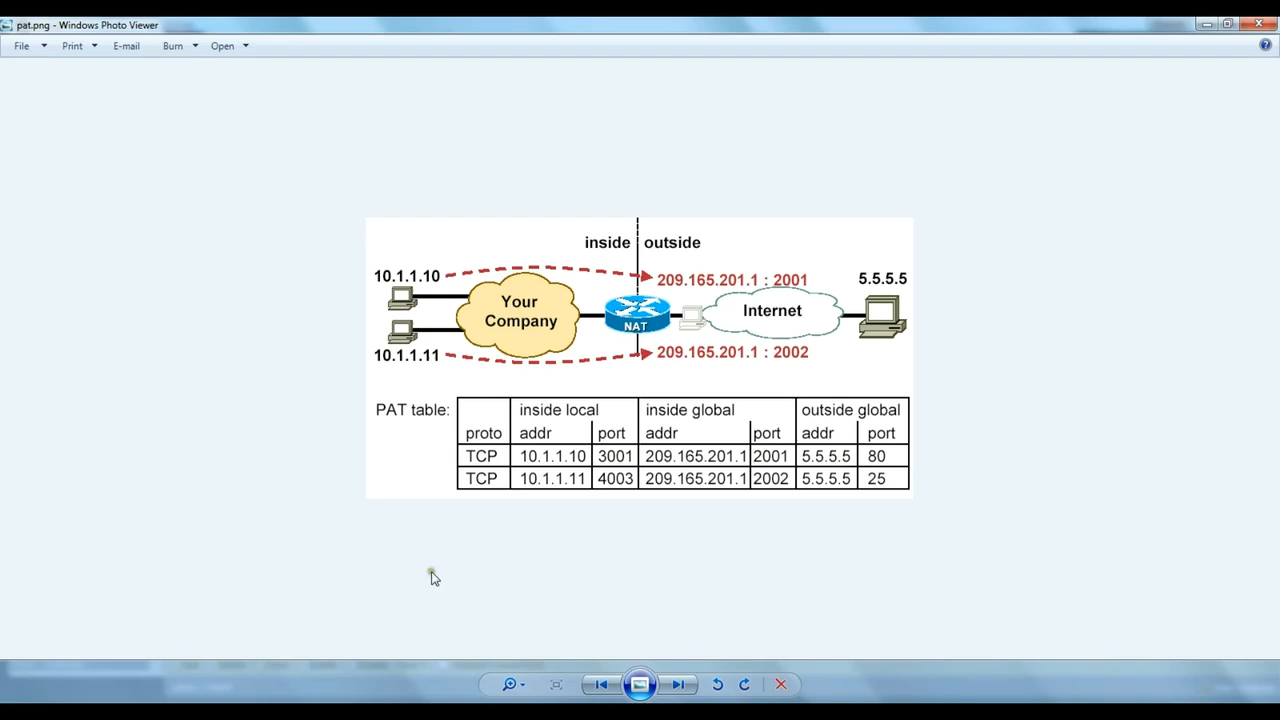 pat.png - Windows Photo Viewer
File Print E-mail Burn Open
inside outside
10.1.1.10 209.165.201.1 : 2001 5.5.5.5
Your
Company
Internet
NAT
10.1.1.11 209.165.201.1 : 2002
PAT table: inside local inside global outside global
proto addr port addr port addr port
TCP 10.1.1.10 3001 209.165.201.1 2001 5.5.5.5 80
TCP 10.1.1.11 4003 209.165.201.1 2002 5.5.5.5 25